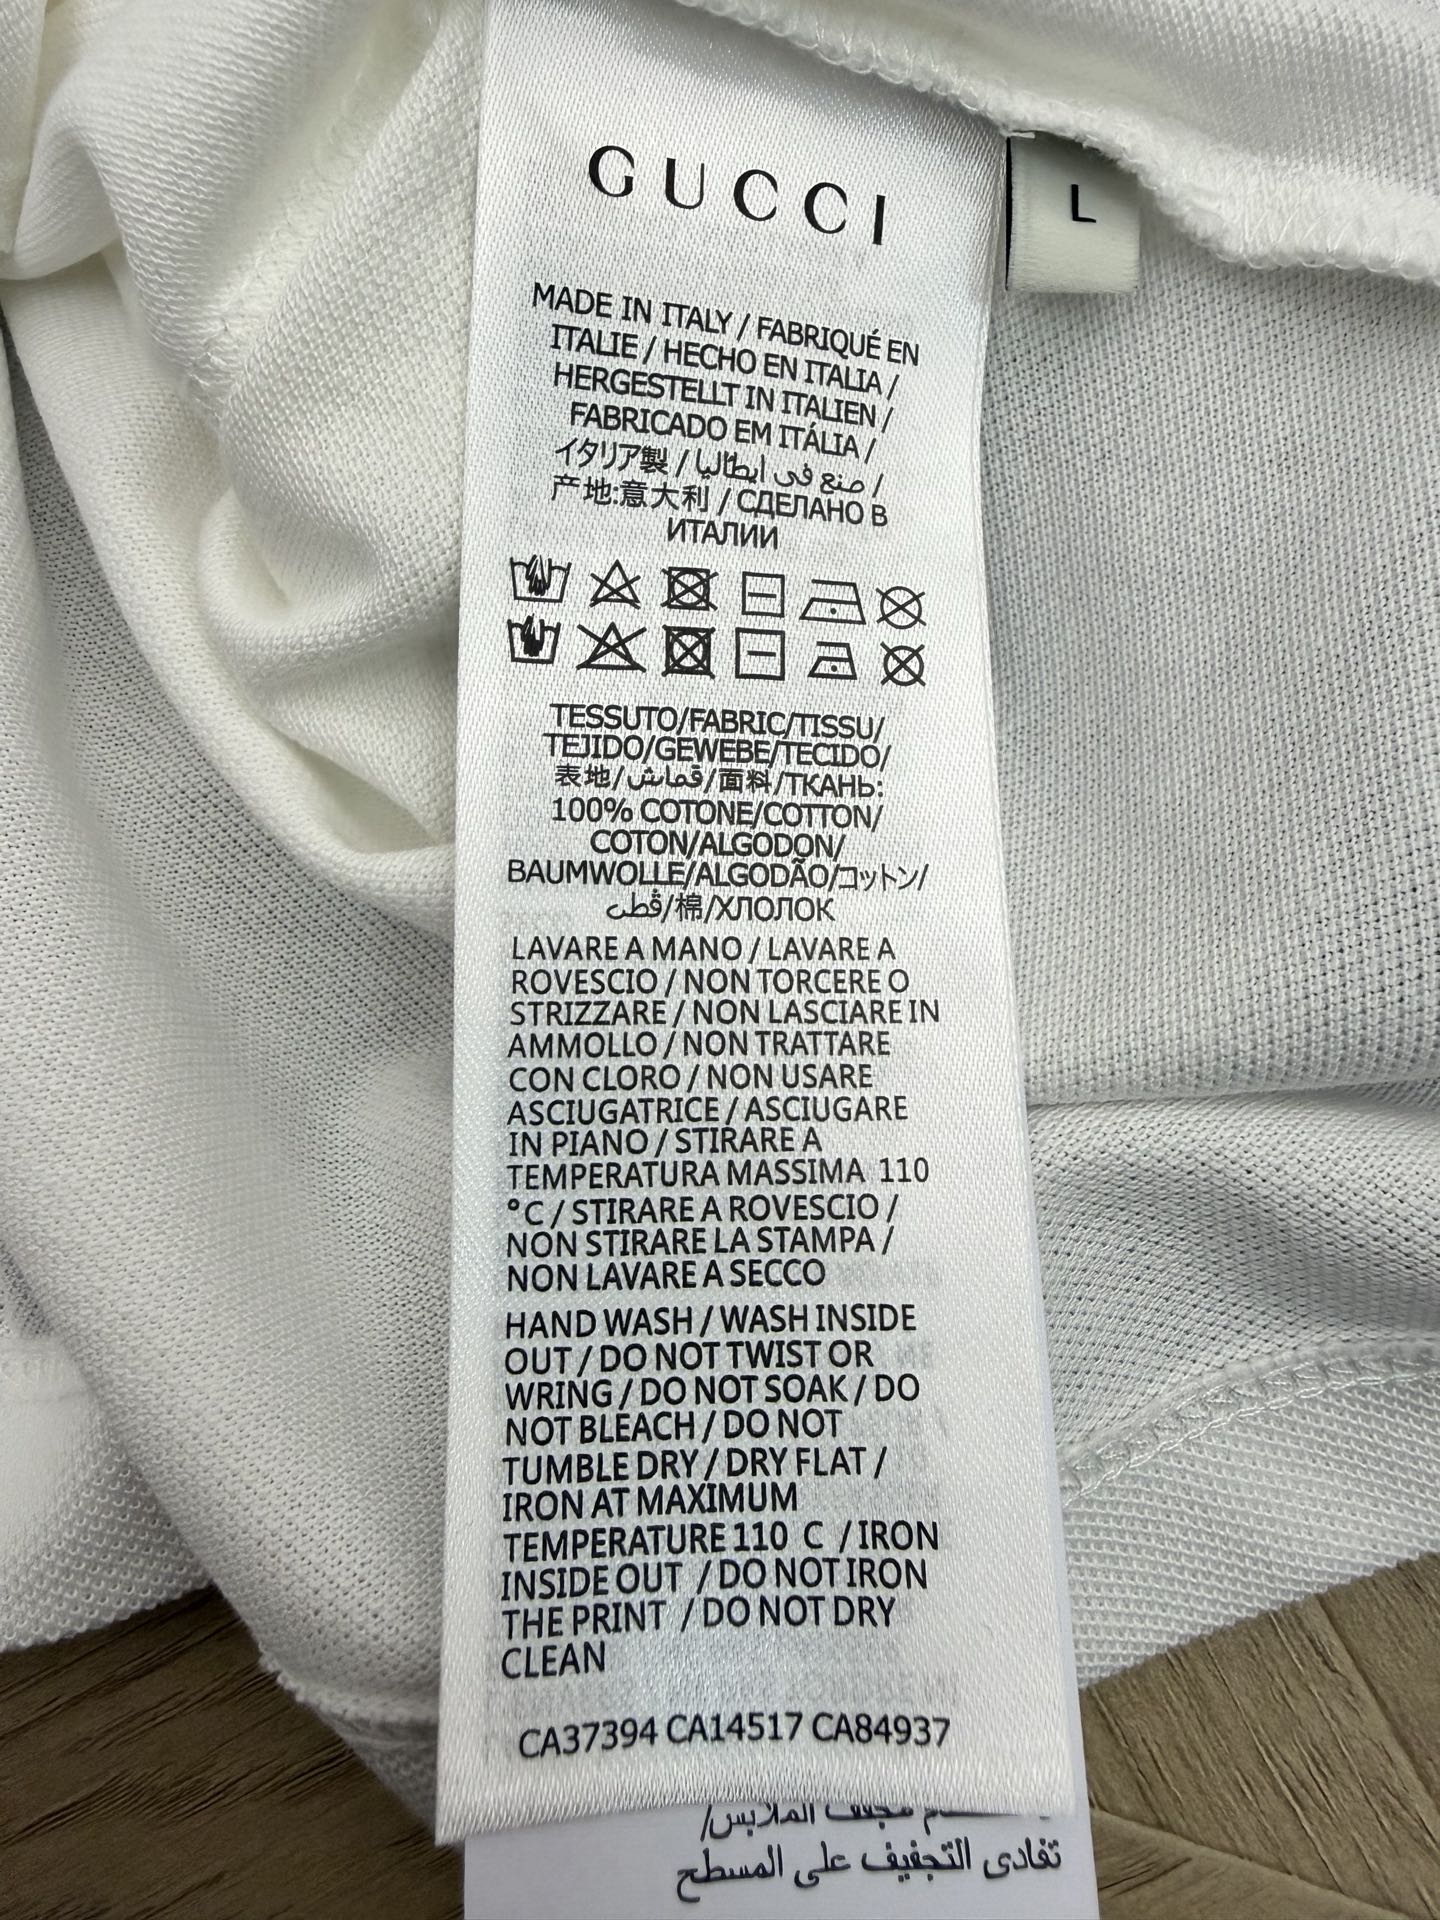 GUCCI
L
MADE IN ITALY / FABRIQUÉ EN
ITALIE / HECHO EN ITALIA /
HERGESTELLT IN ITALIEN /
FABRICADO EM ITÁLIA /
イタリア製 / صنع في ايطاليا /
产地:意大利 / СДЕЛАНО В
ИТАЛИИ
TESSUTO/FABRIC/TISSU/
TEJIDO/GEWEBE/TECIDO/
表地/قماش/面料/ТКАНЬ:
100% COTONE/COTTON/
COTON/ALGODON/
BAUMWOLLE/ALGODÃO/コットン/
قطن/棉/ХЛОПОК
LAVARE A MANO / LAVARE A
ROVESCIO / NON TORCERE O
STRIZZARE / NON LASCIARE IN
AMMOLLO / NON TRATTARE
CON CLORO / NON USARE
ASCIUGATRICE / ASCIUGARE
IN PIANO / STIRARE A
TEMPERATURA MASSIMA 110
°C / STIRARE A ROVESCIO /
NON STIRARE LA STAMPA /
NON LAVARE A SECCO
HAND WASH / WASH INSIDE
OUT / DO NOT TWIST OR
WRING / DO NOT SOAK / DO
NOT BLEACH / DO NOT
TUMBLE DRY / DRY FLAT /
IRON AT MAXIMUM
TEMPERATURE 110 C / IRON
INSIDE OUT / DO NOT IRON
THE PRINT / DO NOT DRY
CLEAN
CA37394 CA14517 CA84937
مجفف الملابس/
تفادى التجفيف على المسطح